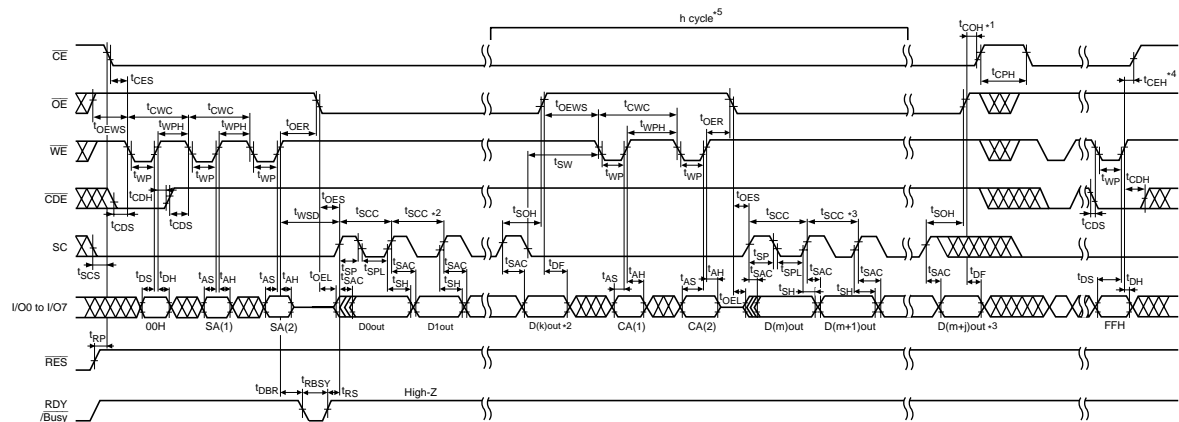 h cycle*5
tCOH*1
CE
tCES
tCPH
tCEH*4
OE
tOEWS tCWC tCWC tOER tOEWS tCWC tOER
tWPH tWPH tWPH
WE
tWP tWP tWP tSW tWP tWP tWP
tCDH tCDH
CDE
tCDS tCDS tOES tOES tCDS
tWSD tSCC tSCC*2 tSOH tSCC tSCC*3 tSOH
SC
tSCS tSP tSPL tSP tSPL
tDS tDH tAS tAH tAS tAH tOEL tSAC tSAC tSAC tSAC tDF tAS tAH tAS tAH tSAC tSAC tSAC tSAC tDF tDS tDH
tSH tSH tOEL tSH tSH
I/O0 to I/O7
00H SA(1) SA(2) D0out D1out D(k)out*2 CA(1) CA(2) D(m)out D(m+1)out D(m+j)out*3 FFH
tRP
RES
tDBR tRBSY tRS High-Z
RDY
/Busy